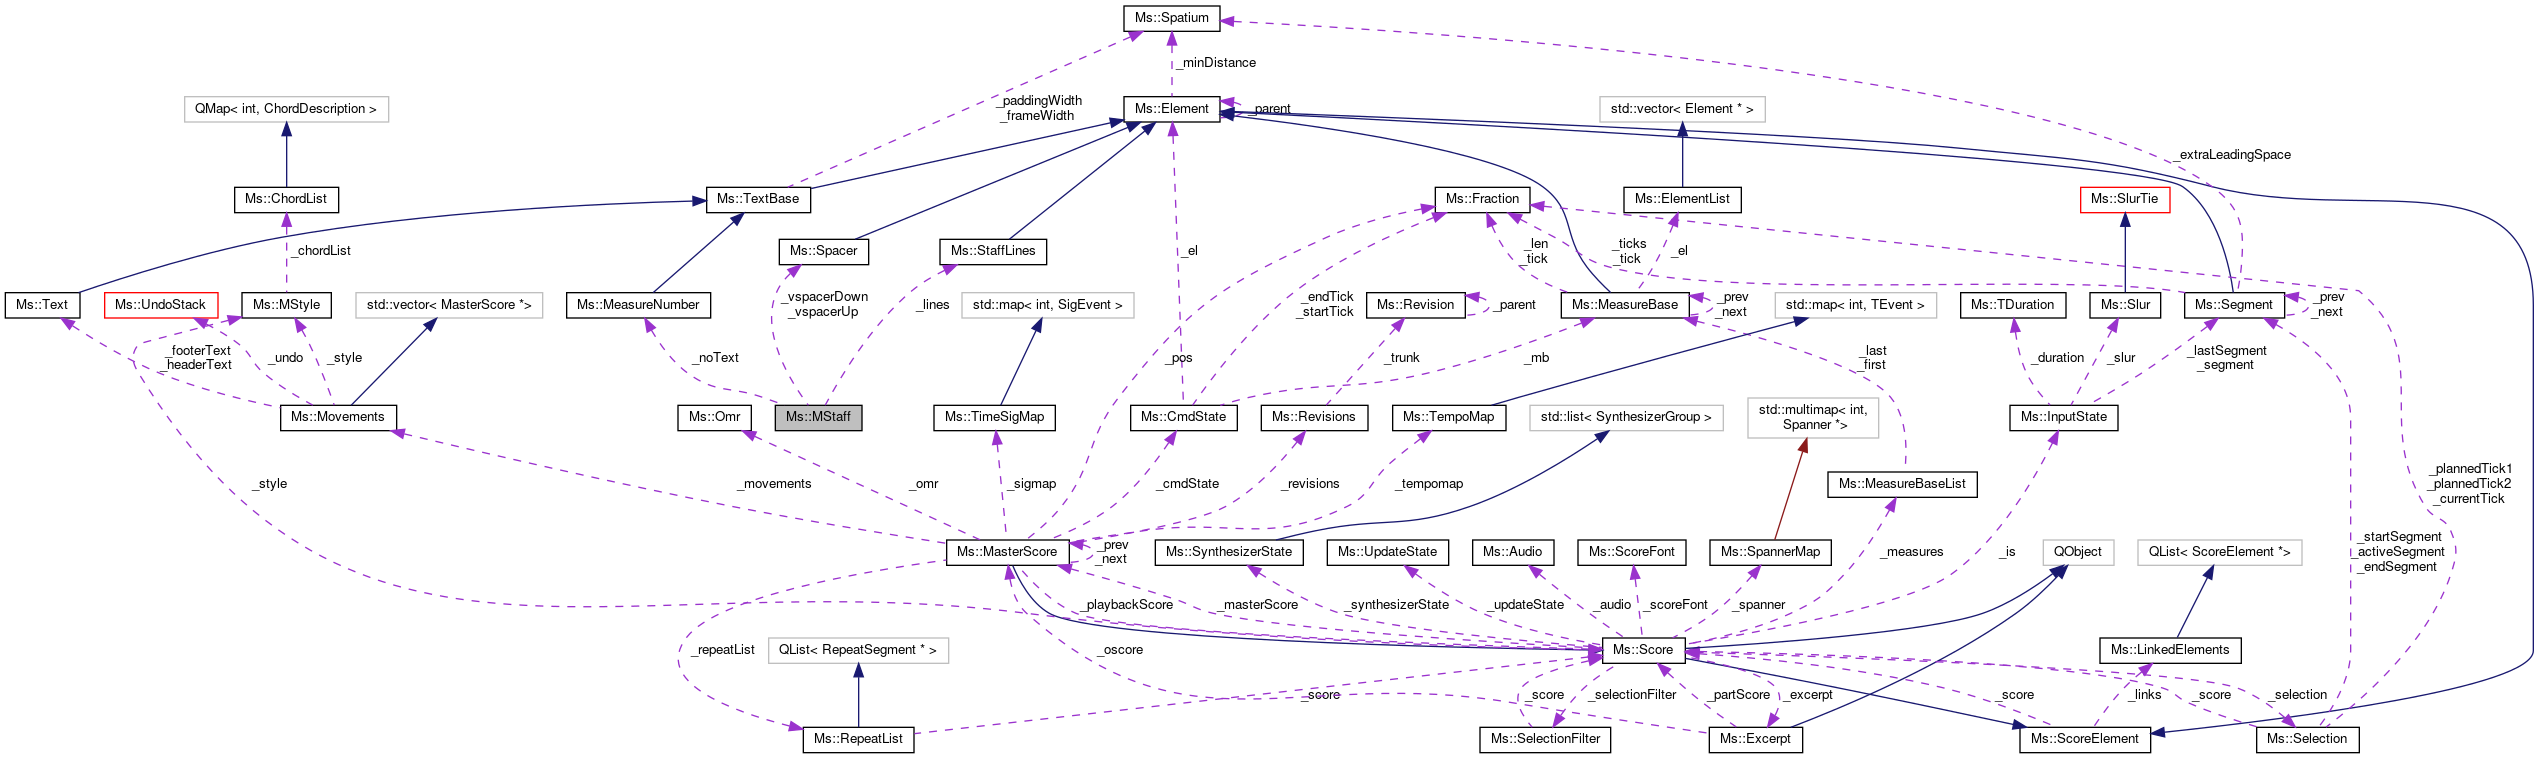 Ms::Spatium
_minDistance
QMap< int, ChordDescription >
_paddingWidth
_frameWidth
Ms::Element
_parent
std::vector< Element * >
_extraLeadingSpace
Ms::ChordList
Ms::TextBase
Ms::Fraction
Ms::ElementList
Ms::SlurTie
_chordList
Ms::Spacer
Ms::StaffLines
_el
_len
_tick
_ticks
_tick
_el
Ms::Text
Ms::UndoStack
Ms::MStyle
std::vector< MasterScore *>
Ms::MeasureNumber
_vspacerDown
_vspacerUp
_lines
std::map< int, SigEvent >
_endTick
_startTick
Ms::Revision
_parent
Ms::MeasureBase
_prev
_next
std::map< int, TEvent >
Ms::TDuration
Ms::Slur
Ms::Segment
_prev
_next
_footerText
_headerText
_undo
_style
_noText
_pos
_trunk
_mb
_last
_first
_duration
_slur
_lastSegment
_segment
Ms::Movements
Ms::Omr
Ms::MStaff
Ms::TimeSigMap
Ms::CmdState
Ms::Revisions
Ms::TempoMap
std::list< SynthesizerGroup >
std::multimap< int,
Spanner *>
Ms::InputState
_style
_movements
_omr
_sigmap
_cmdState
_revisions
_tempomap
Ms::MeasureBaseList
_plannedTick1
_plannedTick2
_currentTick
Ms::MasterScore
_prev
_next
Ms::SynthesizerState
Ms::UpdateState
Ms::Audio
Ms::ScoreFont
Ms::SpannerMap
_measures
_is
QObject
QList< ScoreElement *>
_startSegment
_activeSegment
_endSegment
_playbackScore
_masterScore
_synthesizerState
_updateState
_audio
_scoreFont
_spanner
_repeatList
QList< RepeatSegment * >
_oscore
Ms::Score
Ms::LinkedElements
_score
_score
_selectionFilter
_partScore
_excerpt
_score
_links
_score
_selection
Ms::RepeatList
Ms::SelectionFilter
Ms::Excerpt
Ms::ScoreElement
Ms::Selection